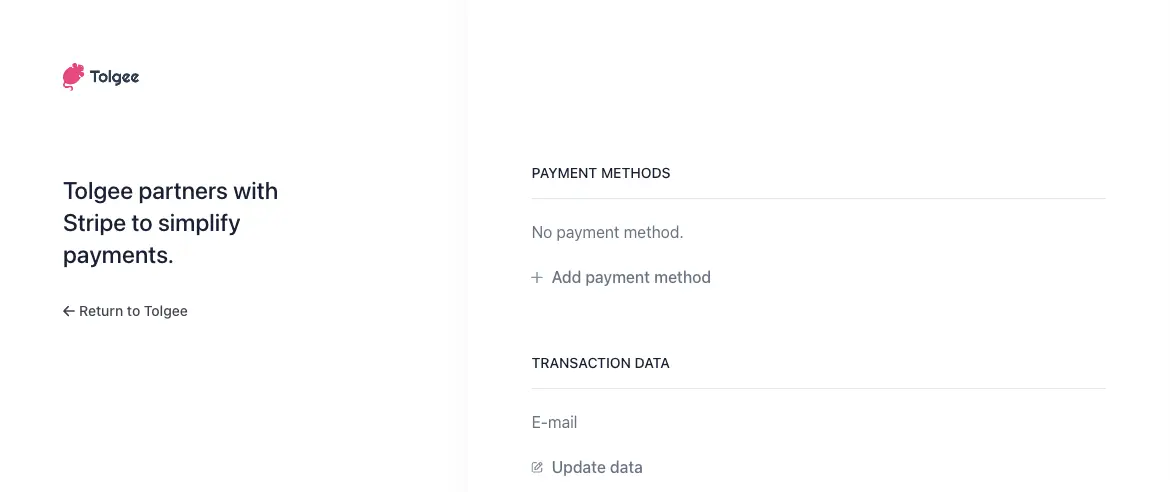 Tolgee
Tolgee partners with
Stripe to simplify
payments.
Return to Tolgee
PAYMENT METHODS
No payment method.
Add payment method
TRANSACTION DATA
E-mail
Update data